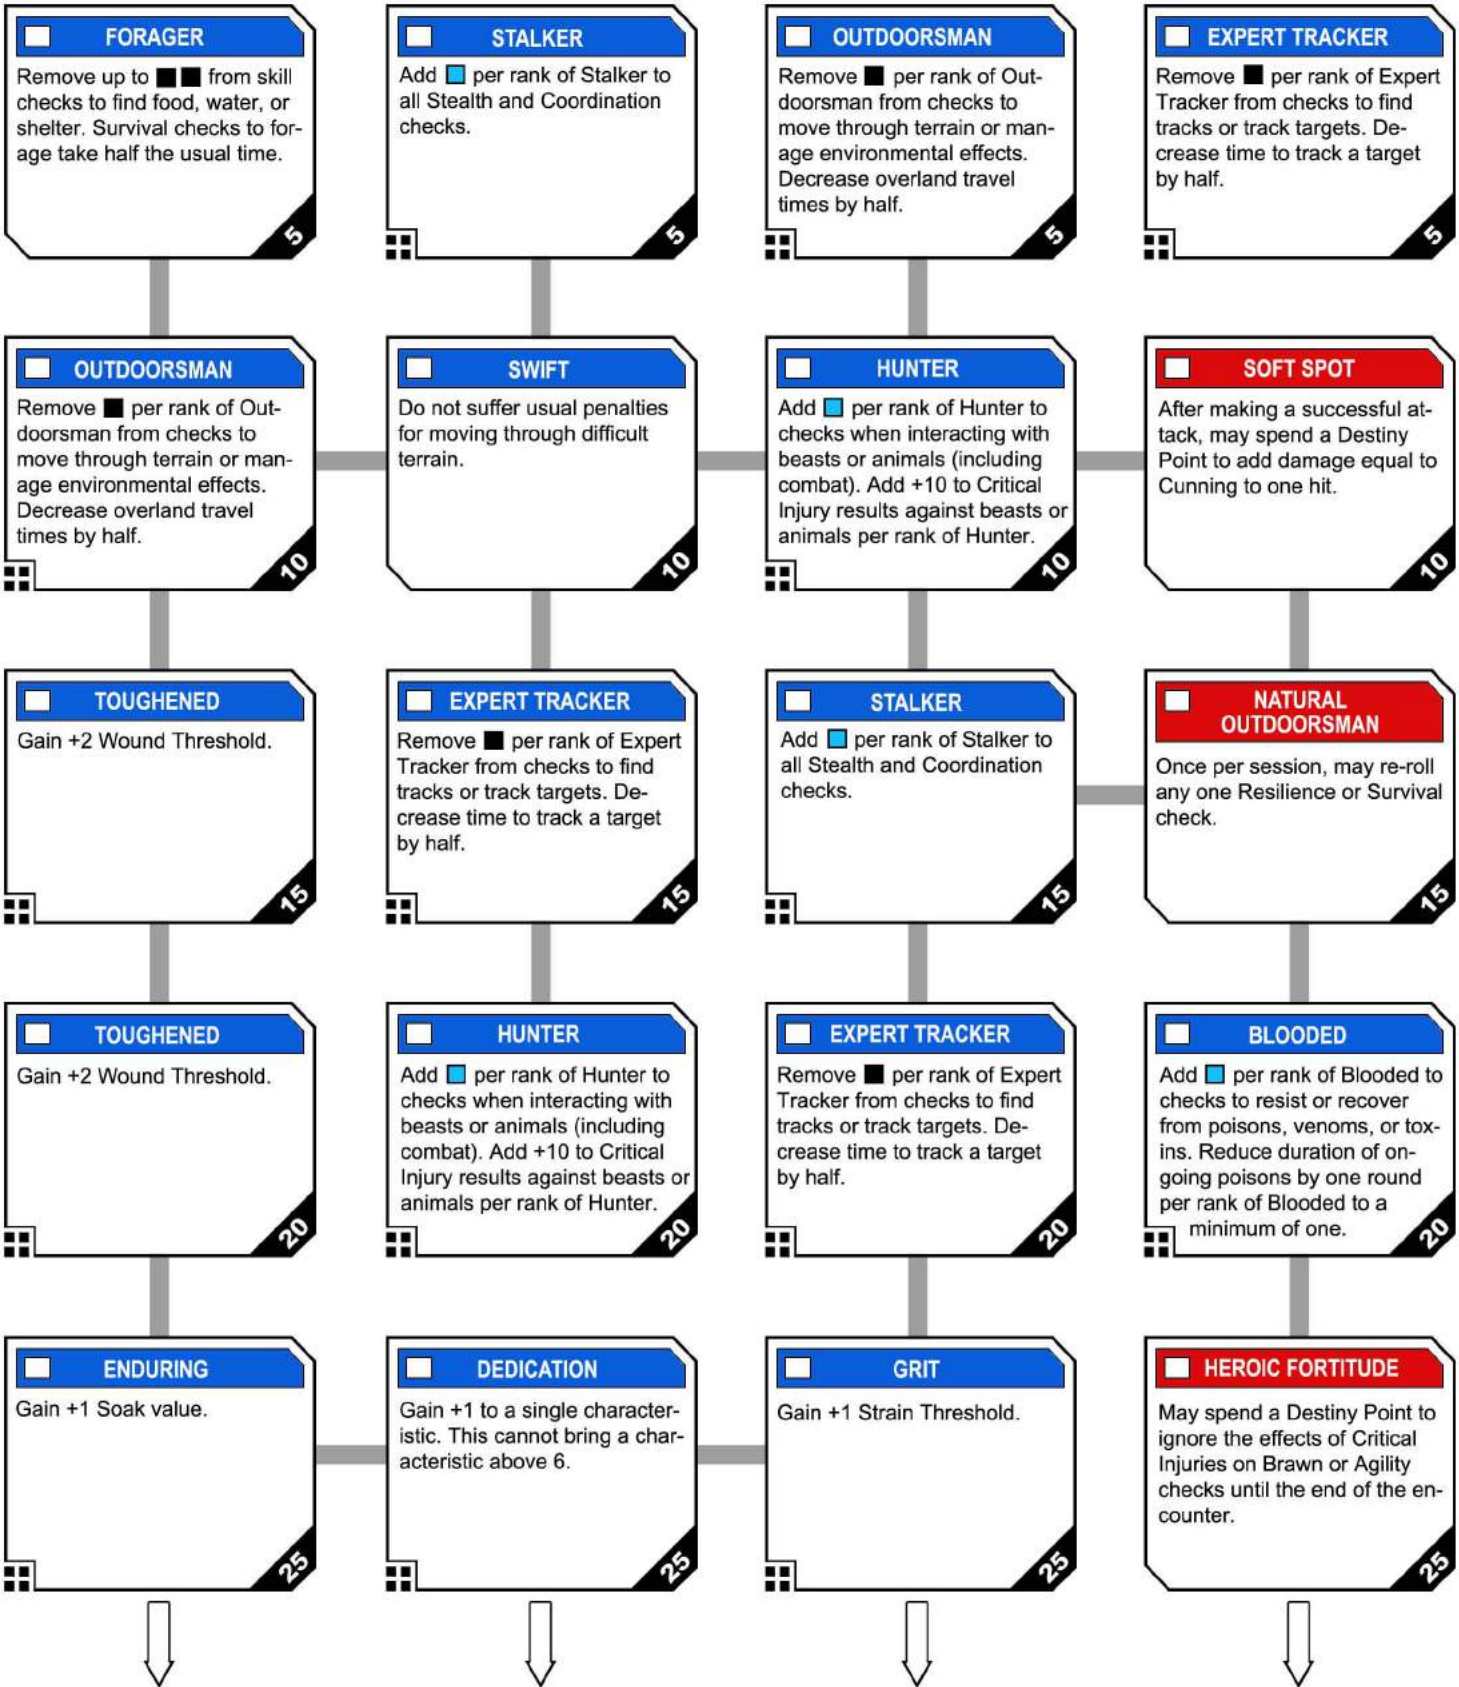 FORAGER
Remove up to from skill
checks to find food, water, or
shelter. Survival checks to for-
age take half the usual time.
5
STALKER
Add per rank of Stalker to
all Stealth and Coordination
checks.
5
OUTDOORSMAN
Remove per rank of Out-
doorsman from checks to
move through terrain or man-
age environmental effects.
Decrease overland travel
times by half.
5
EXPERT TRACKER
Remove per rank of Expert
Tracker from checks to find
tracks or track targets. De-
crease time to track a target
by half.
5
OUTDOORSMAN
Remove per rank of Out-
doorsman from checks to
move through terrain or man-
age environmental effects.
Decrease overland travel
times by half.
10
SWIFT
Do not suffer usual penalties
for moving through difficult
terrain.
10
HUNTER
Add per rank of Hunter to
checks when interacting with
beasts or animals (including
combat). Add +10 to Critical
Injury results against beasts or
animals per rank of Hunter.
10
SOFT SPOT
After making a successful at-
tack, may spend a Destiny
Point to add damage equal to
Cunning to one hit.
10
TOUGHENED
Gain +2 Wound Threshold.
15
EXPERT TRACKER
Remove per rank of Expert
Tracker from checks to find
tracks or track targets. De-
crease time to track a target
by half.
15
STALKER
Add per rank of Stalker to
all Stealth and Coordination
checks.
15
NATURAL
OUTDOORSMAN
Once per session, may re-roll
any one Resilience or Survival
check.
15
TOUGHENED
Gain +2 Wound Threshold.
20
HUNTER
Add per rank of Hunter to
checks when interacting with
beasts or animals (including
combat). Add +10 to Critical
Injury results against beasts or
animals per rank of Hunter.
20
EXPERT TRACKER
Remove per rank of Expert
Tracker from checks to find
tracks or track targets. De-
crease time to track a target
by half.
20
BLOODED
Add per rank of Blooded to
checks to resist or recover
from poisons, venoms, or tox-
ins. Reduce duration of on-
going poisons by one round
per rank of Blooded to a
minimum of one.
20
ENDURING
Gain +1 Soak value.
25
DEDICATION
Gain +1 to a single character-
istic. This cannot bring a char-
acteristic above 6.
25
GRIT
Gain +1 Strain Threshold.
25
HEROIC FORTITUDE
May spend a Destiny Point to
ignore the effects of Critical
Injuries on Brawn or Agility
checks until the end of the en-
counter.
25